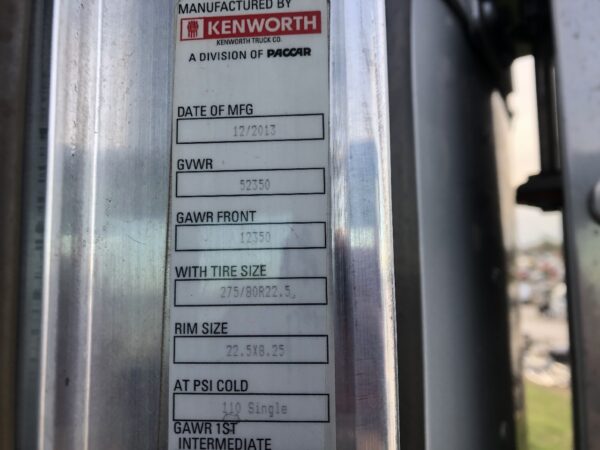 MANUFACTURED BY
KENWORTH
KENWORTH TRUCK CO.
A DIVISION OF PACCAR
DATE OF MFG
12/2013
GVWR
52350
GAWR FRONT
12350
WITH TIRE SIZE
275/80R22.5,
RIM SIZE
22.5X8.25
AT PSI COLD
110 Single
GAWR 1ST
INTERMEDIATE